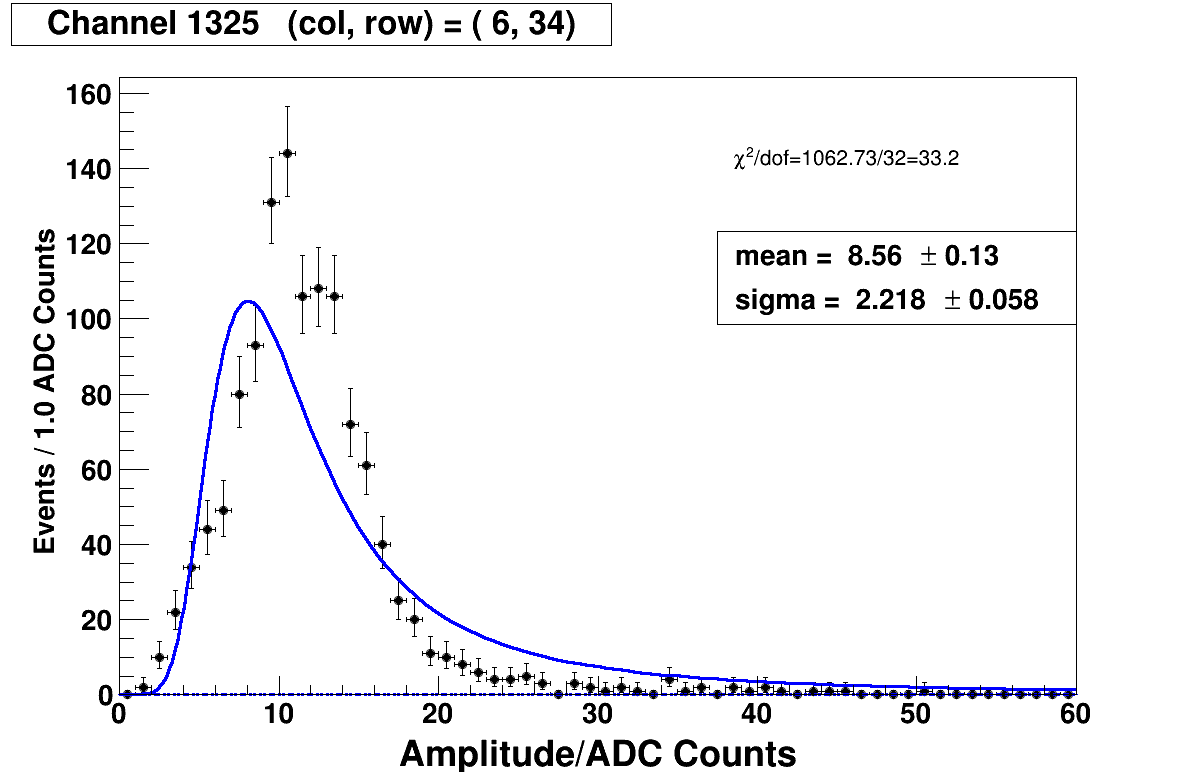 Channel 1325 (col, row) = ( 6, 34)
160
140
120
100
80
60
40
20
0
Events / 1.0 ADC Counts
χ²/dof=1062.73/32=33.2
mean = 8.56 ± 0.13
sigma = 2.218 ± 0.058
0 10 20 30 40 50 60
Amplitude/ADC Counts